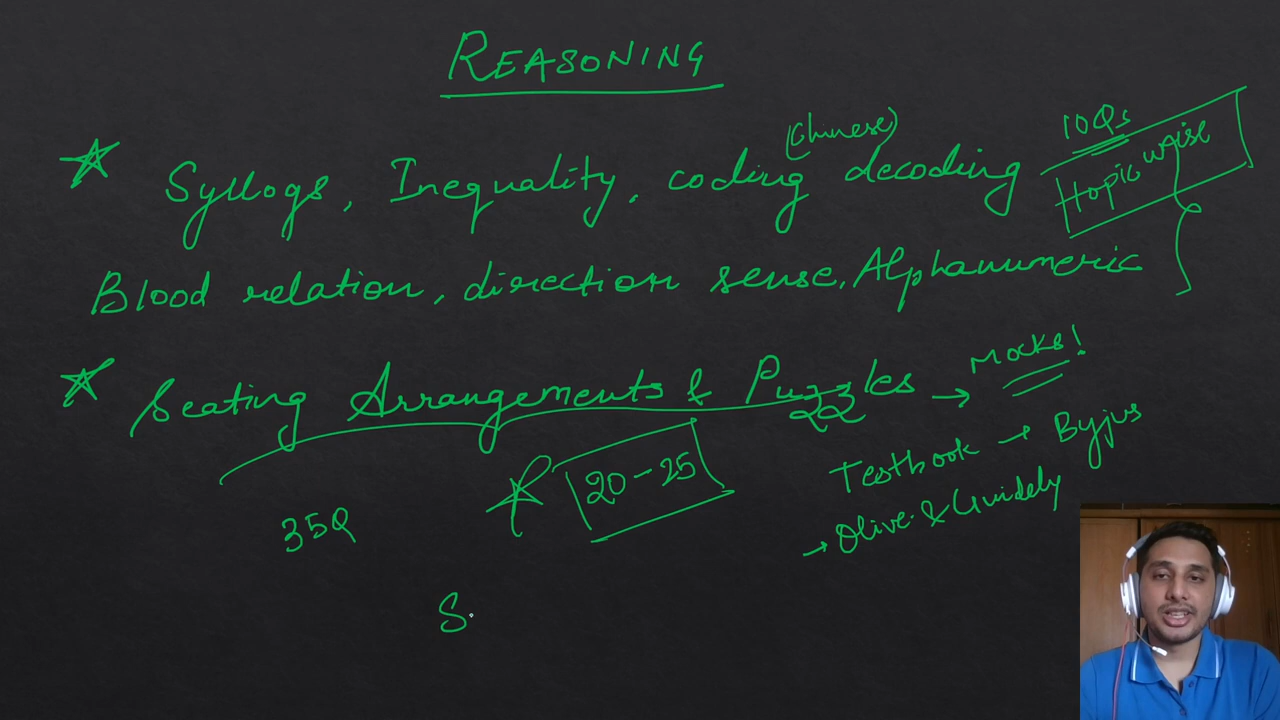 REASONING
(Chinese)
10Qs
Syllogs, Inequality, coding decoding
topic wise
Blood relation, direction sense, Alphanumeric
Seating Arrangements & Puzzles → Mocks!
22
20-25
35Q
Testbook → Byjus
→ Olive & Guidely
S